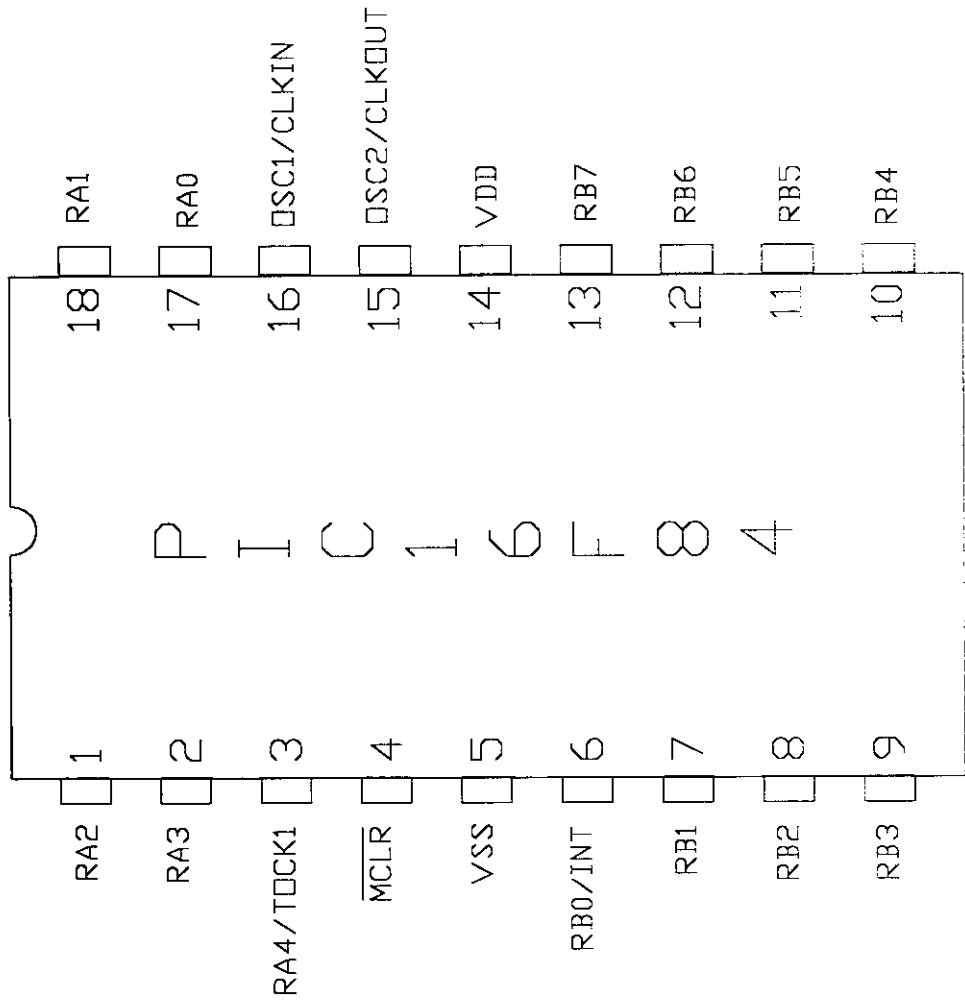 RA2 1
RA3 2
RA4/TOCK1 3
MCLR 4
VSS 5
RB0/INT 6
RB1 7
RB2 8
RB3 9
PIC16F84
18 RA1
17 RA0
16 OSC1/CLKIN
15 OSC2/CLKOUT
14 VDD
13 RB7
12 RB6
11 RB5
10 RB4